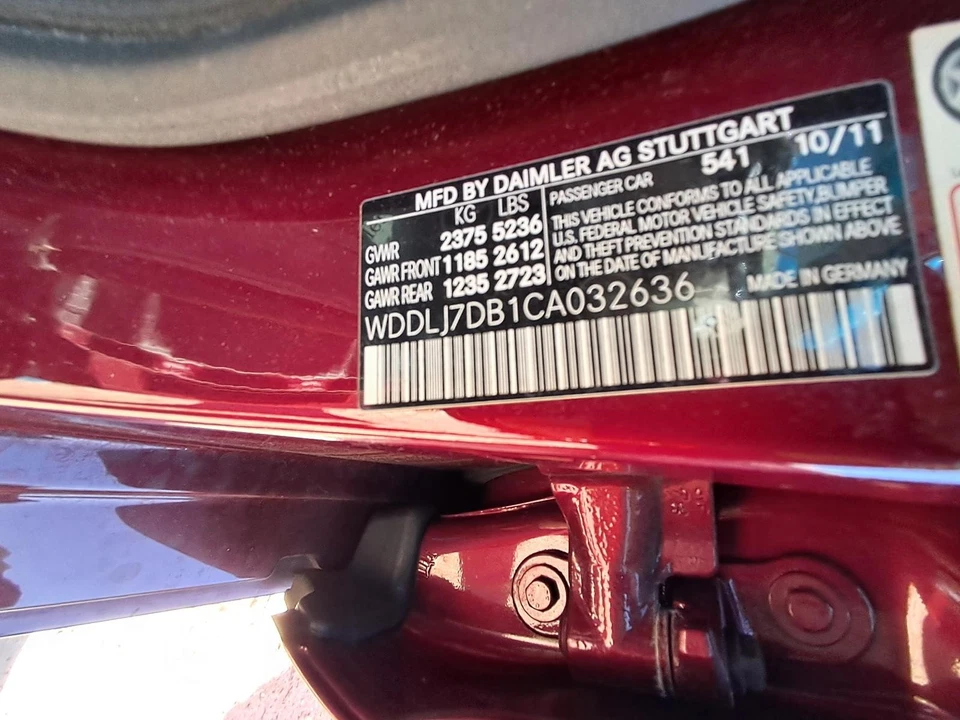 MFD BY DAIMLER AG STUTTGART
KG LBS
GVWR 2375 5236
GAWR FRONT 1185 2612
GAWR REAR 1235 2723
PASSENGER CAR 541 10/11
THIS VEHICLE CONFORMS TO ALL APPLICABLE
U.S. FEDERAL MOTOR VEHICLE SAFETY, BUMPER
AND THEFT PREVENTION STANDARDS IN EFFECT
ON THE DATE OF MANUFACTURE SHOWN ABOVE
WDDLJ7DB1CA032636 MADE IN GERMANY